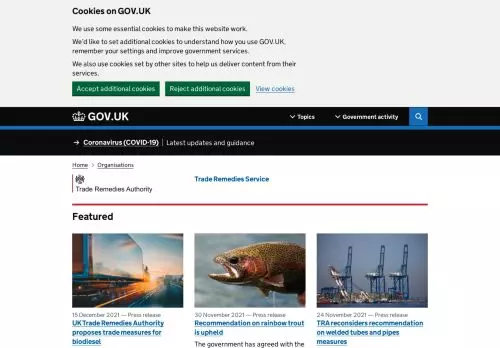 Cookies on GOV.UK
We use some essential cookies to make this website work.
We'd like to set additional cookies to understand how you use GOV.UK,
remember your settings and improve government services.
We also use cookies set by other sites to help us deliver content from their
services.
Accept additional cookies Reject additional cookies View cookies
GOV.UK Topics Government activity
→ Coronavirus (COVID-19) | Latest updates and guidance
Home > Organisations
Trade Remedies Authority
Trade Remedies Service
Featured
15 December 2021 — Press release
UK Trade Remedies Authority
proposes trade measures for
biodiesel
30 November 2021 — Press release
Recommendation on rainbow trout
is upheld
The government has agreed with the
24 November 2021 — Press release
TRA reconsiders recommendation
on welded tubes and pipes
measures